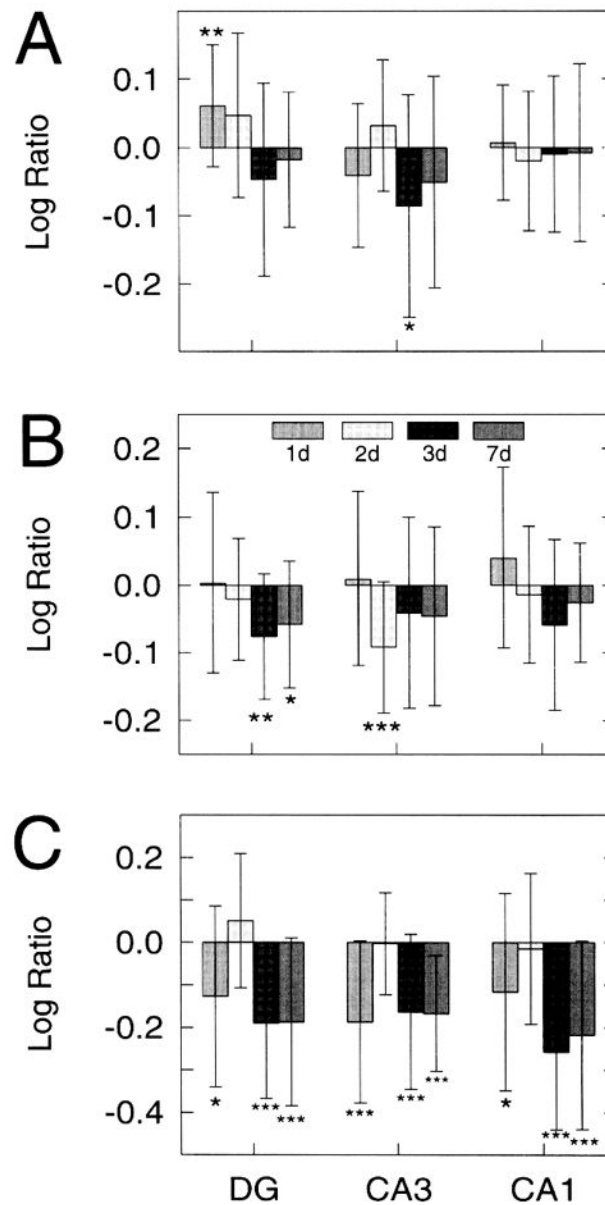 A
Log Ratio
**
0.1
0.0
-0.1
-0.2
*
B
Log Ratio
1d 2d 3d 7d
0.2
0.1
0.0
-0.1
-0.2
** *
***
C
Log Ratio
0.2
0.0
-0.2
-0.4
* *** ***
*** *** ***
* *** ***
DG CA3 CA1